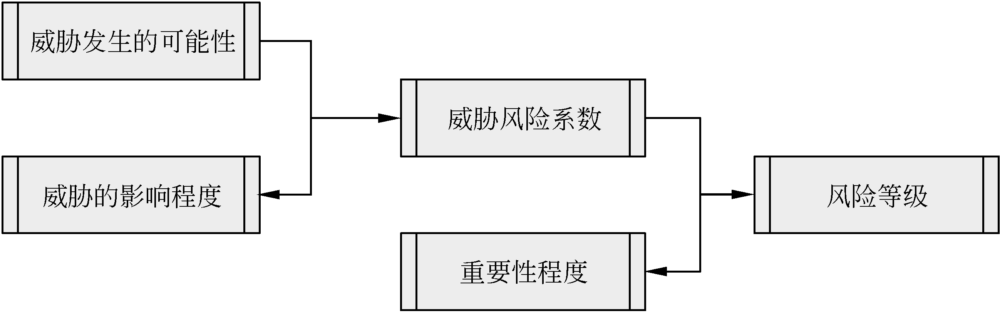 威胁发生的可能性
威胁风险系数
威胁的影响程度
风险等级
重要性程度